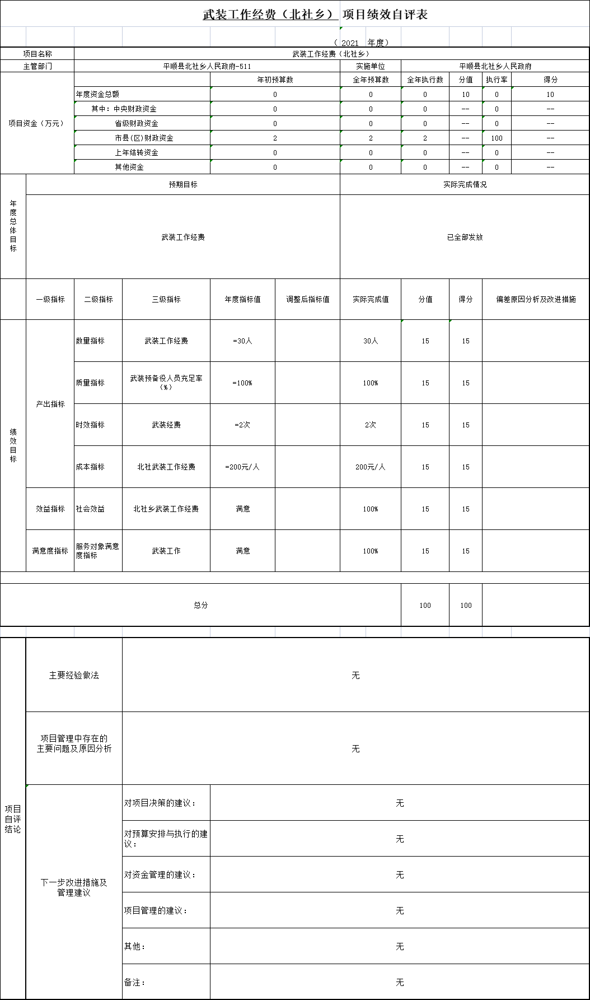 武装工作经费（北社乡） 项目绩效自评表
（ 2021 年度）
项目名称 武装工作经费（北社乡）
主管部门 平顺县北社乡人民政府-511 实施单位 平顺县北社乡人民政府
项目资金（万元） 年初预算数 全年预算数 全年执行数 分值 执行率 得分
年度资金总额 0 0 0 10 0 10
其中：中央财政资金 0 0 0 -- 0 --
省级财政资金 0 0 0 -- 0 --
市县(区)财政资金 2 2 2 -- 100 --
上年结转资金 0 0 0 -- 0 --
其他资金 0 0 0 -- 0 --
年度总体目标 预期目标 实际完成情况
武装工作经费 已全部发放
一级指标 二级指标 三级指标 年度指标值 调整后指标值 实际完成值 分值 得分 偏差原因分析及改进措施
绩效目标
产出指标
数量指标 武装工作经费 =30人 30人 15 15
质量指标 武装预备役人员充足率（%） =100% 100% 15 15
时效指标 武装经费 =2次 2次 15 15
成本指标 北社武装工作经费 =200元/人 200元/人 15 15
效益指标 社会效益 北社乡武装工作经费 满意 100% 15 15
满意度指标 服务对象满意度指标 武装工作 满意 100% 15 15
总分 100 100
项目自评结论
主要经验做法 无
项目管理中存在的
主要问题及原因分析 无
下一步改进措施及
管理建议
对项目决策的建议： 无
对预算安排与执行的建议： 无
对资金管理的建议： 无
项目管理的建议： 无
其他： 无
备注： 无